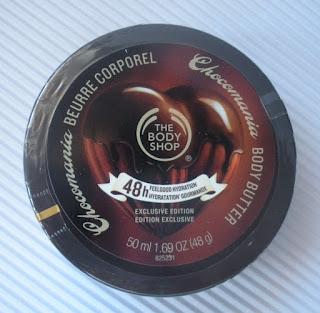 Chocomania BEURRE CORPOREL
Chocomania BODY BUTTER
THE
BODY
SHOP
®
48h FEELGOOD HYDRATION
HYDRATATION GOURMANDE
EXCLUSIVE EDITION
EDITION EXCLUSIVE
50 ml 1.69 OZ (48 g)